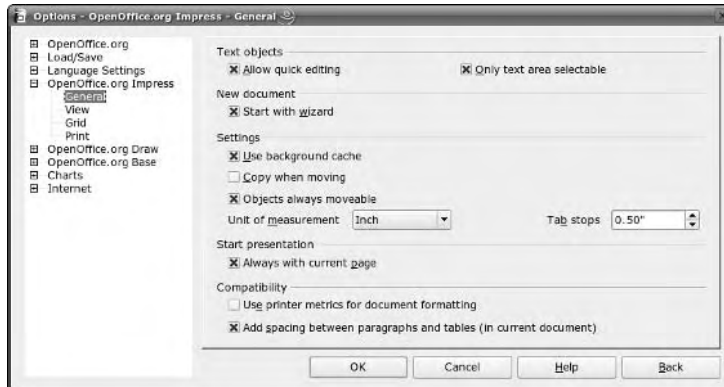 Options - OpenOffice.org Impress - General
OpenOffice.org
Load/Save
Language Settings
OpenOffice.org Impress
General
View
Grid
Print
OpenOffice.org Draw
OpenOffice.org Base
Charts
Internet
Text objects
Allow quick editing
Only text area selectable
New document
Start with wizard
Settings
Use background cache
Copy when moving
Objects always moveable
Unit of measurement Inch Tab stops 0.50"
Start presentation
Always with current page
Compatibility
Use printer metrics for document formatting
Add spacing between paragraphs and tables (in current document)
OK Cancel Help Back